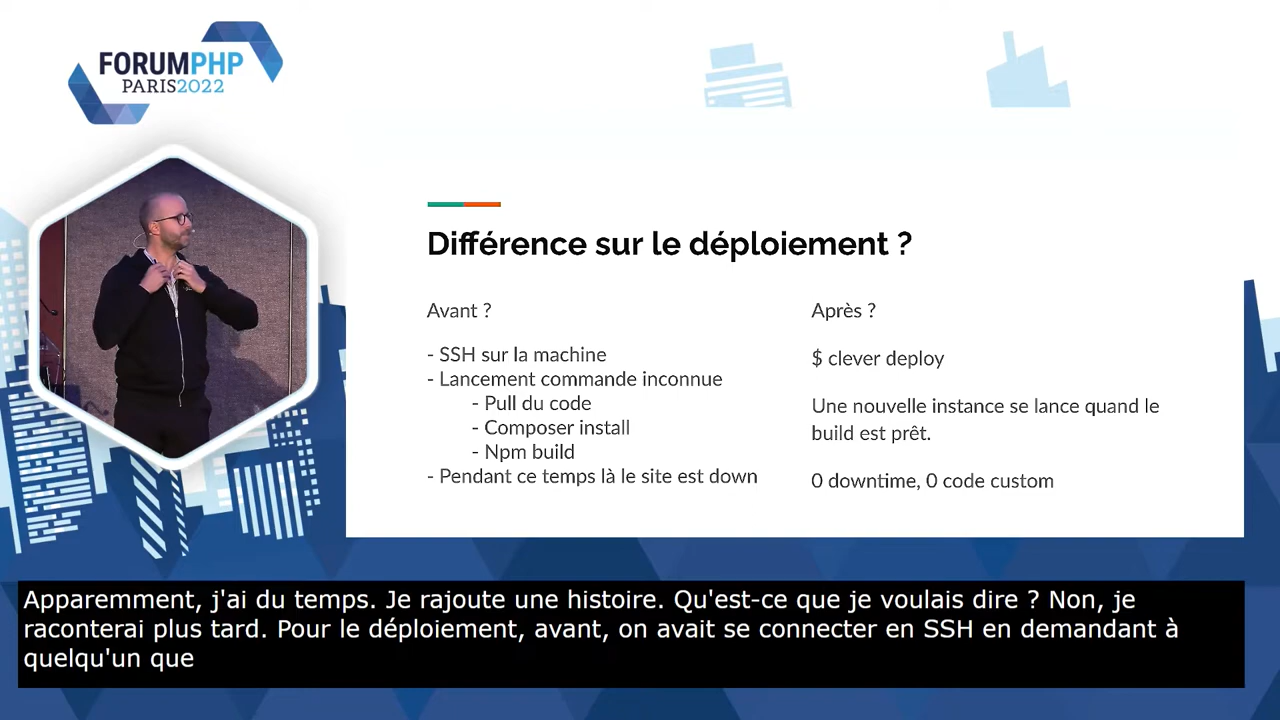 FORUMPHP
PARIS2022
Différence sur le déploiement ?
Avant ?
- SSH sur la machine
- Lancement commande inconnue
- Pull du code
- Composer install
- Npm build
- Pendant ce temps là le site est down
Après ?
$ clever deploy
Une nouvelle instance se lance quand le
build est prêt.
0 downtime, 0 code custom
Apparemment, j'ai du temps. Je rajoute une histoire. Qu'est-ce que je voulais dire ? Non, je
raconterai plus tard. Pour le déploiement, avant, on avait se connecter en SSH en demandant à
quelqu'un que